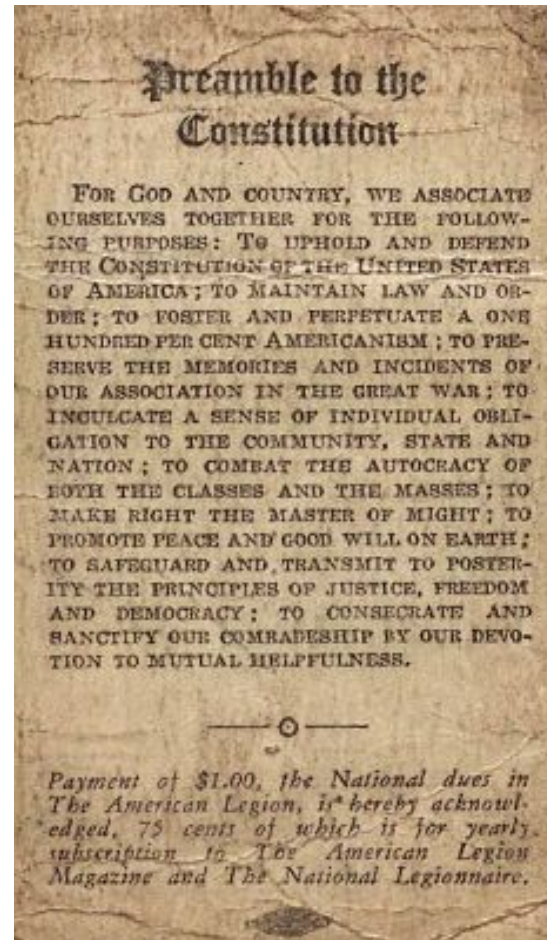 Preamble to the
Constitution
FOR GOD AND COUNTRY, WE ASSOCIATE
OURSELVES TOGETHER FOR THE FOLLOW-
ING PURPOSES: TO UPHOLD AND DEFEND
THE CONSTITUTION OF THE UNITED STATES
OF AMERICA; TO MAINTAIN LAW AND OR-
DER; TO FOSTER AND PERPETUATE A ONE
HUNDRED PER CENT AMERICANISM; TO PRE-
SERVE THE MEMORIES AND INCIDENTS OF
OUR ASSOCIATION IN THE GREAT WAR; TO
INCULCATE A SENSE OF INDIVIDUAL OBLI-
GATION TO THE COMMUNITY, STATE AND
NATION; TO COMBAT THE AUTOCRACY OF
BOTH THE CLASSES AND THE MASSES; TO
MAKE RIGHT THE MASTER OF MIGHT; TO
PROMOTE PEACE AND GOOD WILL ON EARTH;
TO SAFEGUARD AND TRANSMIT TO POSTER-
ITY THE PRINCIPLES OF JUSTICE, FREEDOM
AND DEMOCRACY; TO CONSECRATE AND
SANCTIFY OUR COMRADESHIP BY OUR DEVO-
TION TO MUTUAL HELPFULNESS.
Payment of $1.00, the National dues in
The American Legion, is hereby acknowl-
edged, 75 cents of which is for yearly
subscription to The American Legion
Magazine and The National Legionnaire.